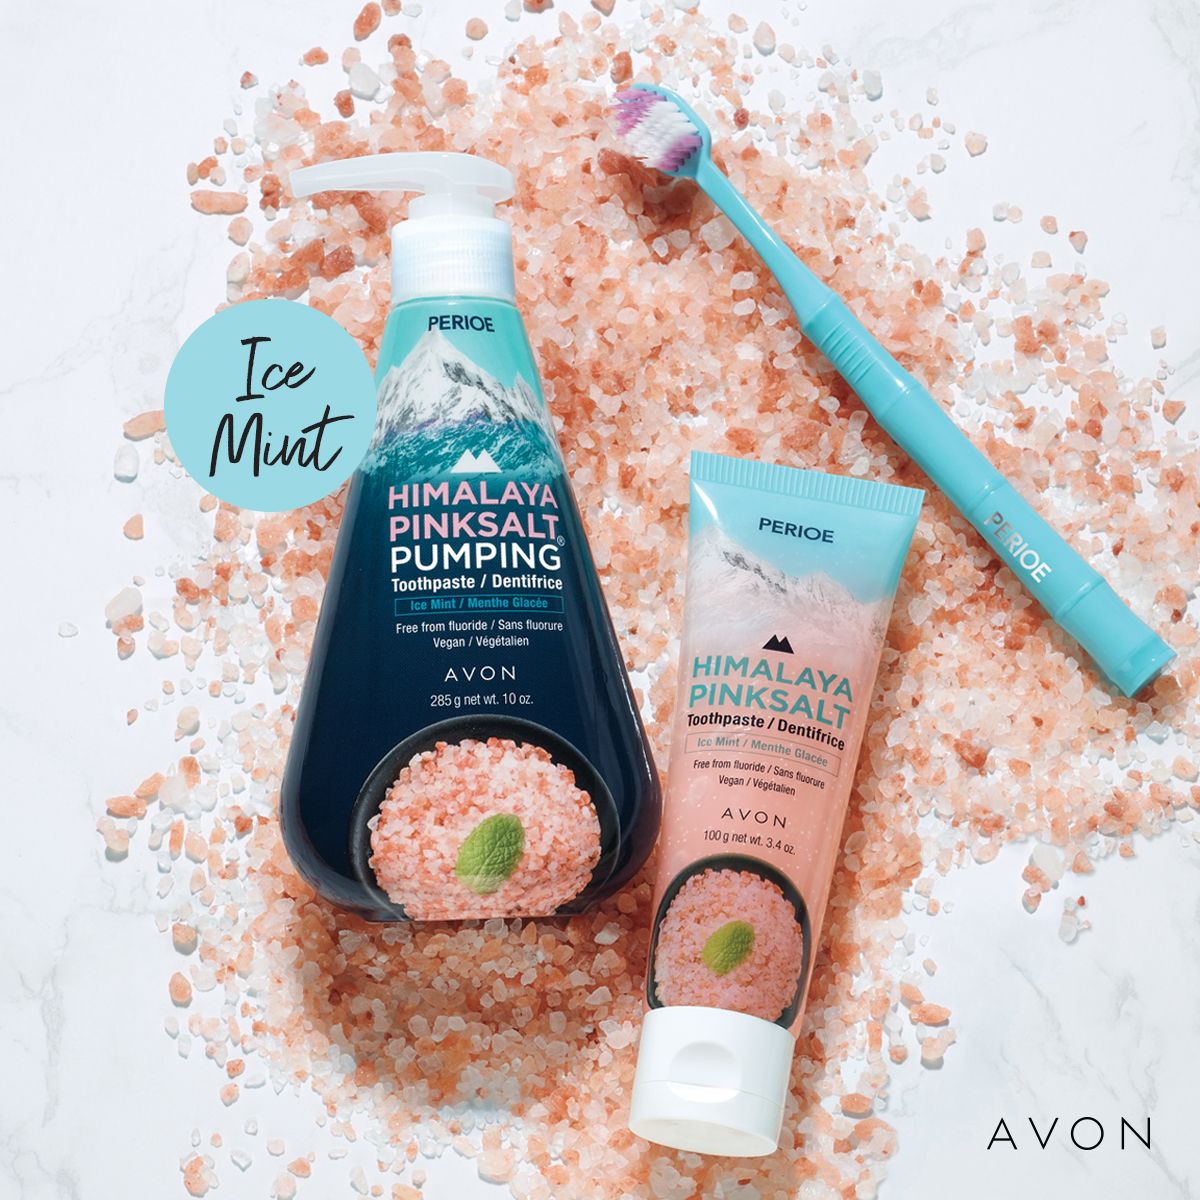 Ice
Mint
PERIOE
HIMALAYA
PINKSALT
PUMPING®
Toothpaste / Dentifrice
Ice Mint / Menthe Glacée
Free from fluoride / Sans fluorure
Vegan / Végétalien
AVON
285 g net wt. 10 oz.
PERIOE
HIMALAYA
PINKSALT
Toothpaste / Dentifrice
Ice Mint / Menthe Glacée
Free from fluoride / Sans fluorure
Vegan / Végétalien
AVON
100 g net wt. 3.4 oz.
PERIOE
AVON